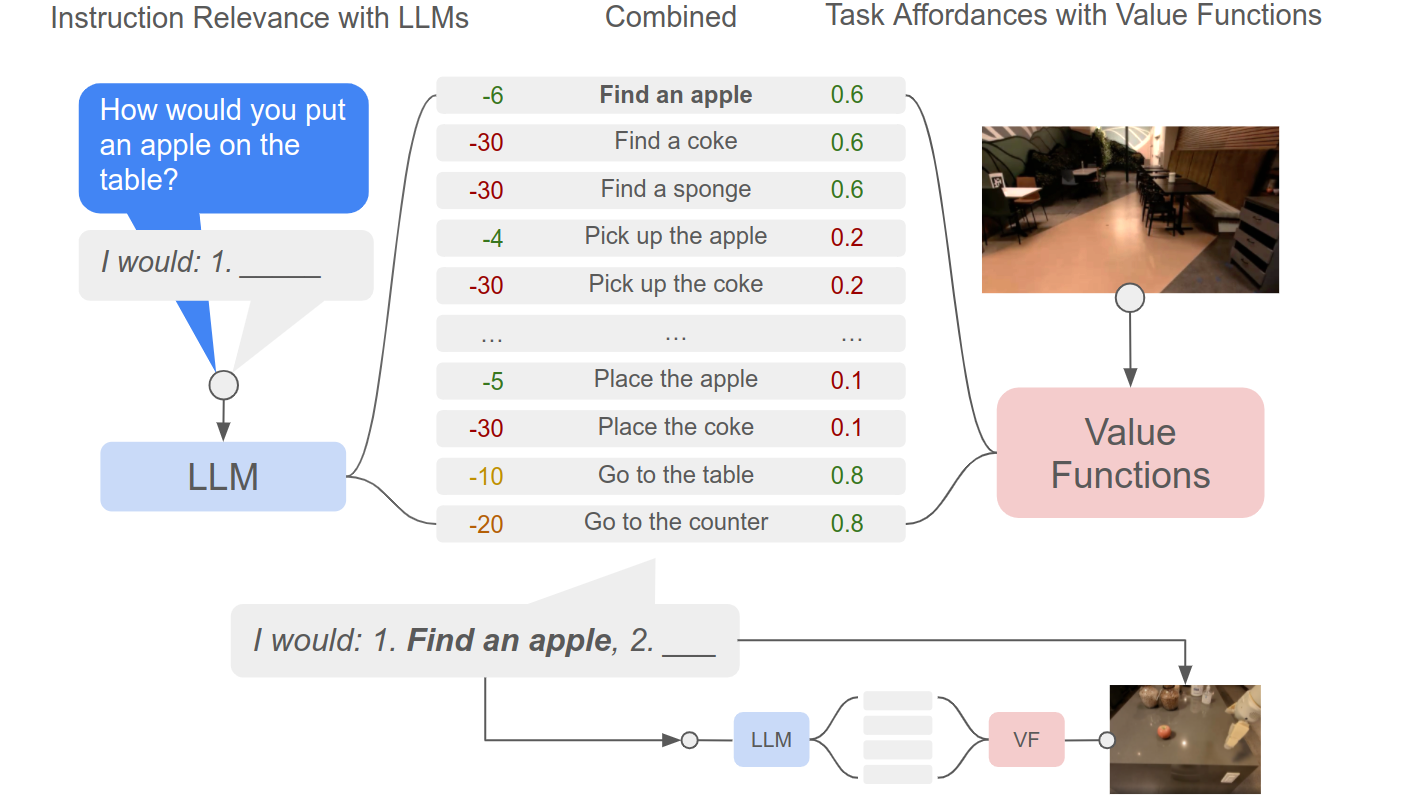 Instruction Relevance with LLMs
Combined
Task Affordances with Value Functions
How would you put
an apple on the
table?
I would: 1. _____
LLM
-6 Find an apple 0.6
-30 Find a coke 0.6
-30 Find a sponge 0.6
-4 Pick up the apple 0.2
-30 Pick up the coke 0.2
... ... ...
-5 Place the apple 0.1
-30 Place the coke 0.1
-10 Go to the table 0.8
-20 Go to the counter 0.8
Value
Functions
I would: 1. Find an apple, 2. ___
LLM
VF